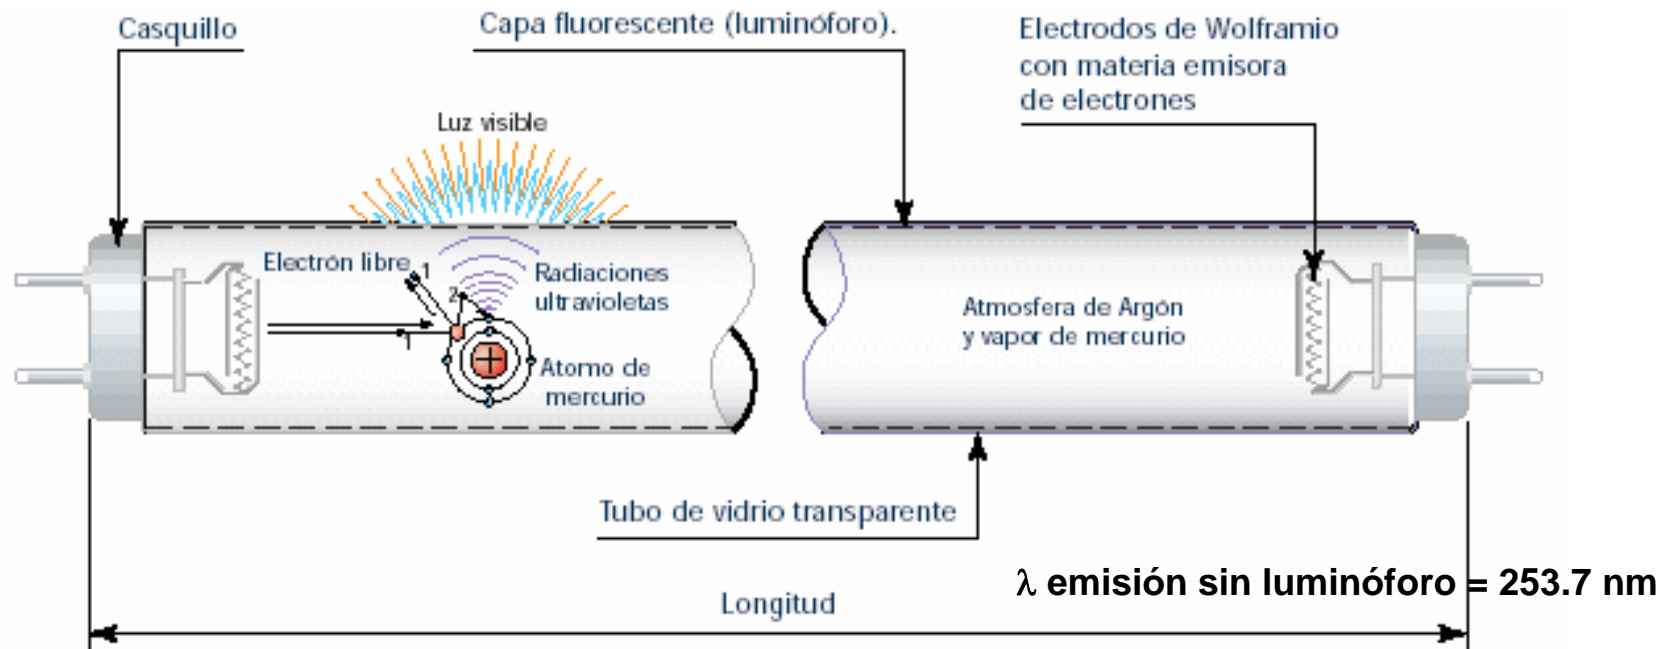 Casquillo
Capa fluorescente (luminóforo).
Electrodos de Wolframio
con materia emisora
de electrones
Luz visible
Electrón libre
1
2
Radiaciones
ultravioletas
1
Atomo de
mercurio
+
Atmosfera de Argón
y vapor de mercurio
Tubo de vidrio transparente
λ emisión sin luminóforo = 253.7 nm
Longitud